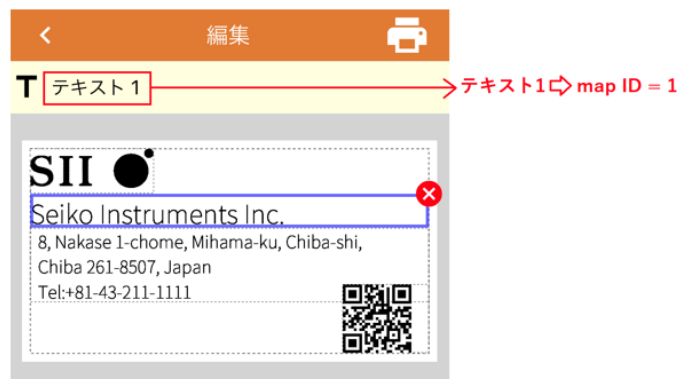 編集
T テキスト 1
テキスト1⇨ map ID = 1
SII
Seiko Instruments Inc.
8, Nakase 1-chome, Mihama-ku, Chiba-shi,
Chiba 261-8507, Japan
Tel:+81-43-211-1111